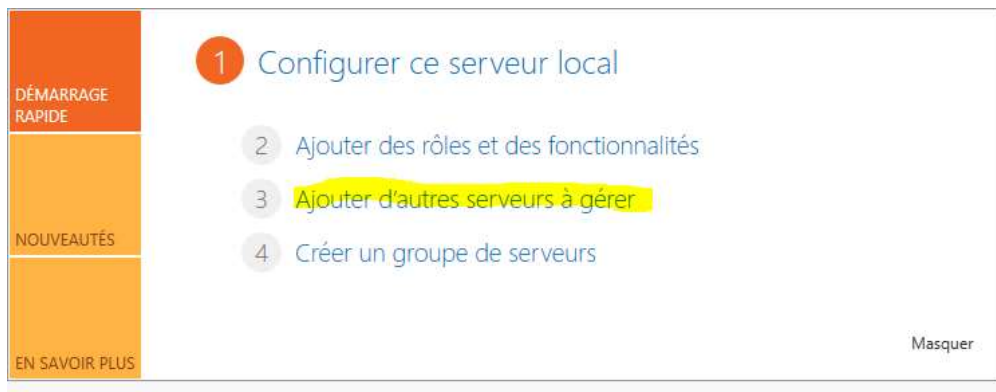 DÉMARRAGE
RAPIDE
NOUVEAUTÉS
EN SAVOIR PLUS
1 Configurer ce serveur local
2 Ajouter des rôles et des fonctionnalités
3 Ajouter d'autres serveurs à gérer
4 Créer un groupe de serveurs
Masquer